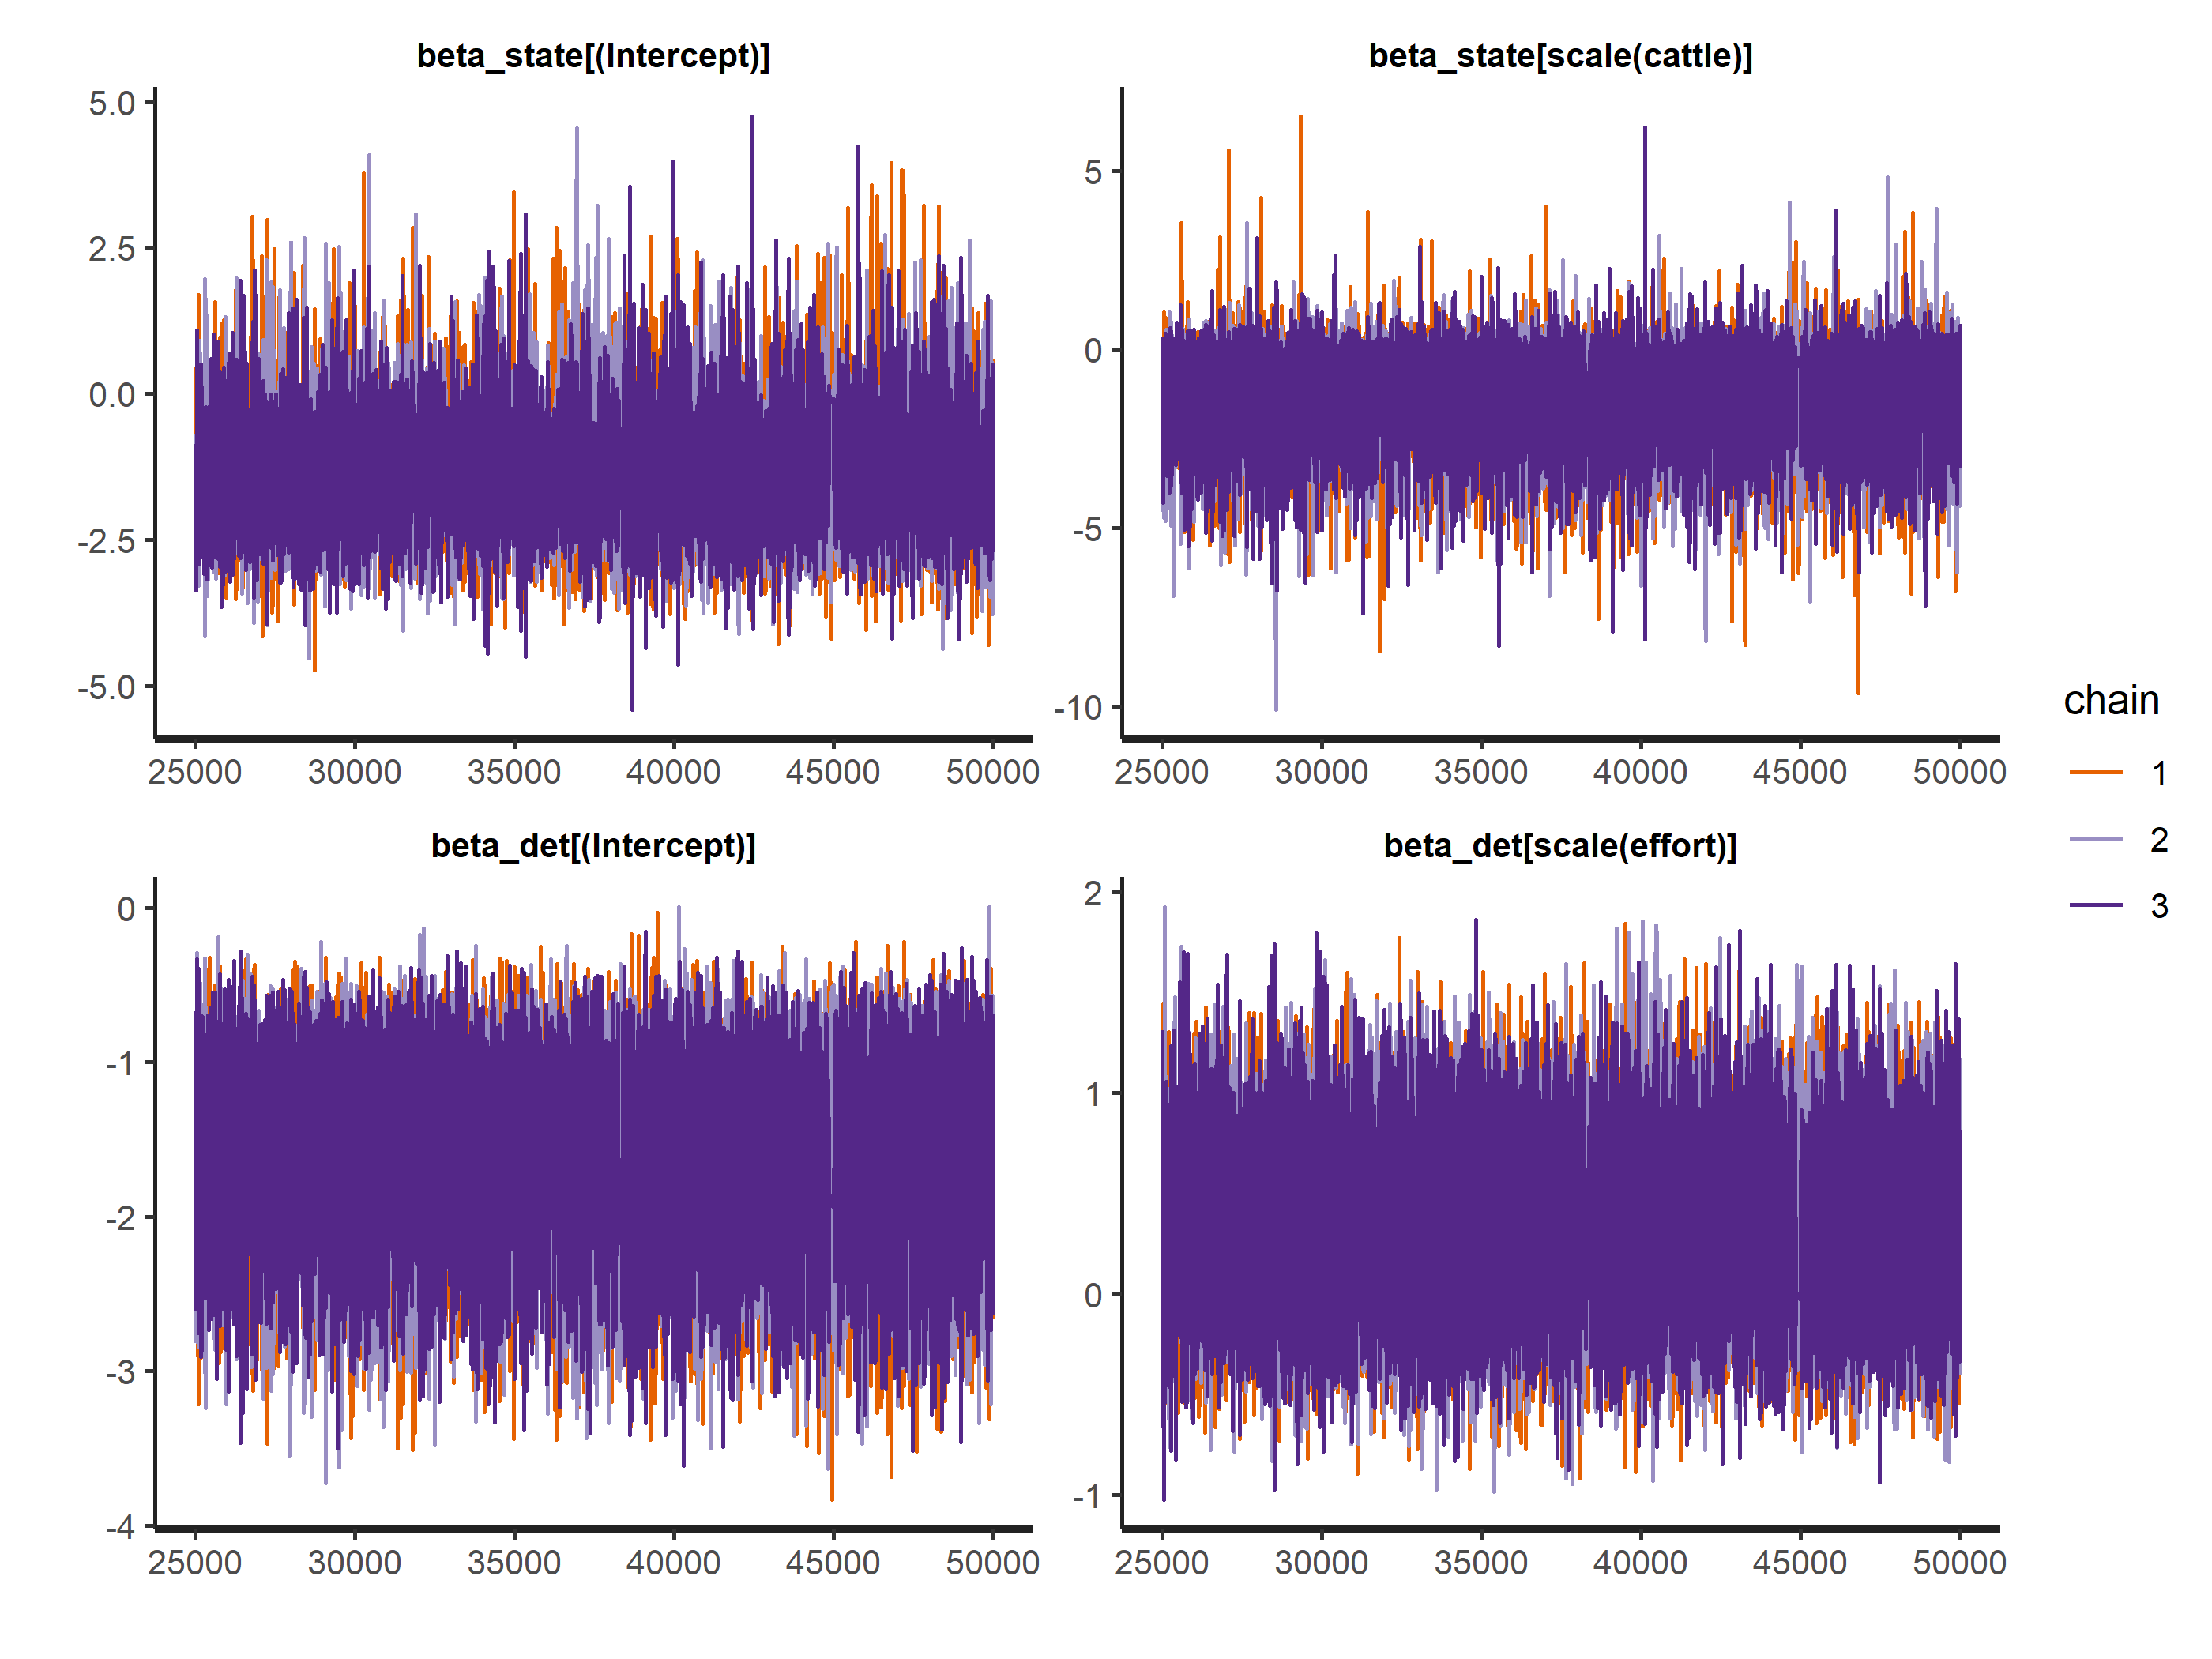 beta_state[(Intercept)]
beta_state[scale(cattle)]
5.0
2.5
0.0
-2.5
-5.0
5
0
-5
-10
25000 30000 35000 40000 45000 50000
25000 30000 35000 40000 45000 50000
beta_det[(Intercept)]
beta_det[scale(effort)]
0
-1
-2
-3
-4
2
1
0
-1
25000 30000 35000 40000 45000 50000
25000 30000 35000 40000 45000 50000
chain
1
2
3